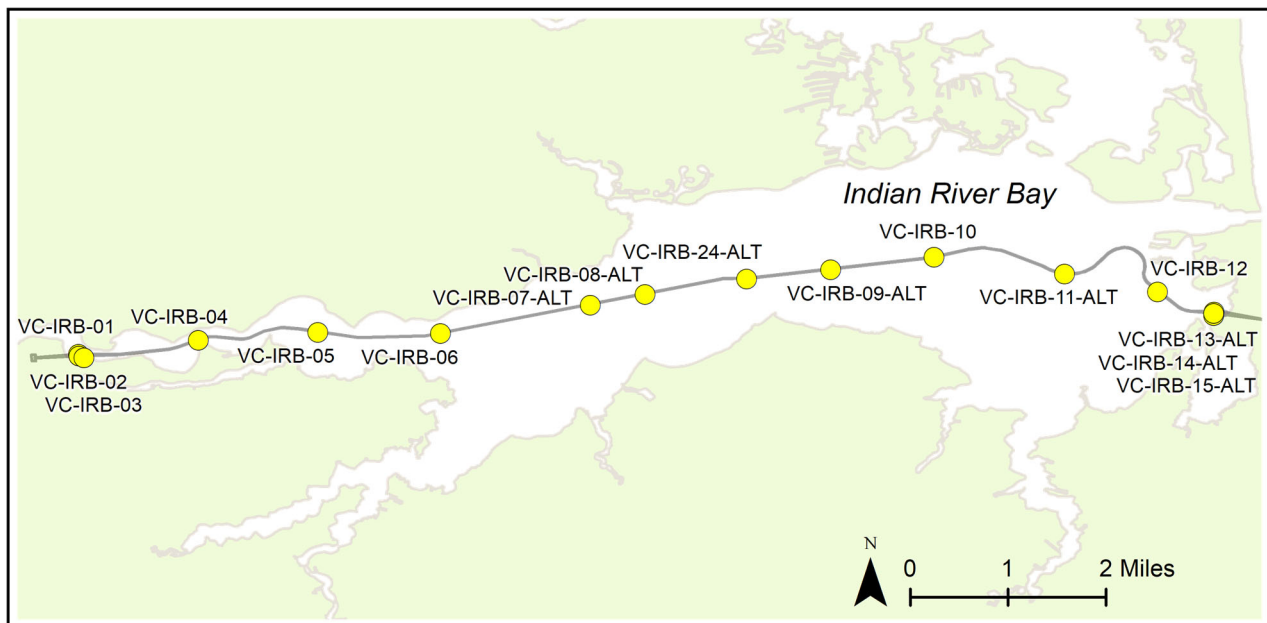 Indian River Bay
VC-IRB-10
VC-IRB-24-ALT
VC-IRB-08-ALT
VC-IRB-07-ALT
VC-IRB-12
VC-IRB-09-ALT
VC-IRB-11-ALT
VC-IRB-04
VC-IRB-01
VC-IRB-05
VC-IRB-06
VC-IRB-13-ALT
VC-IRB-14-ALT
VC-IRB-15-ALT
VC-IRB-02
VC-IRB-03
N
0 1 2 Miles